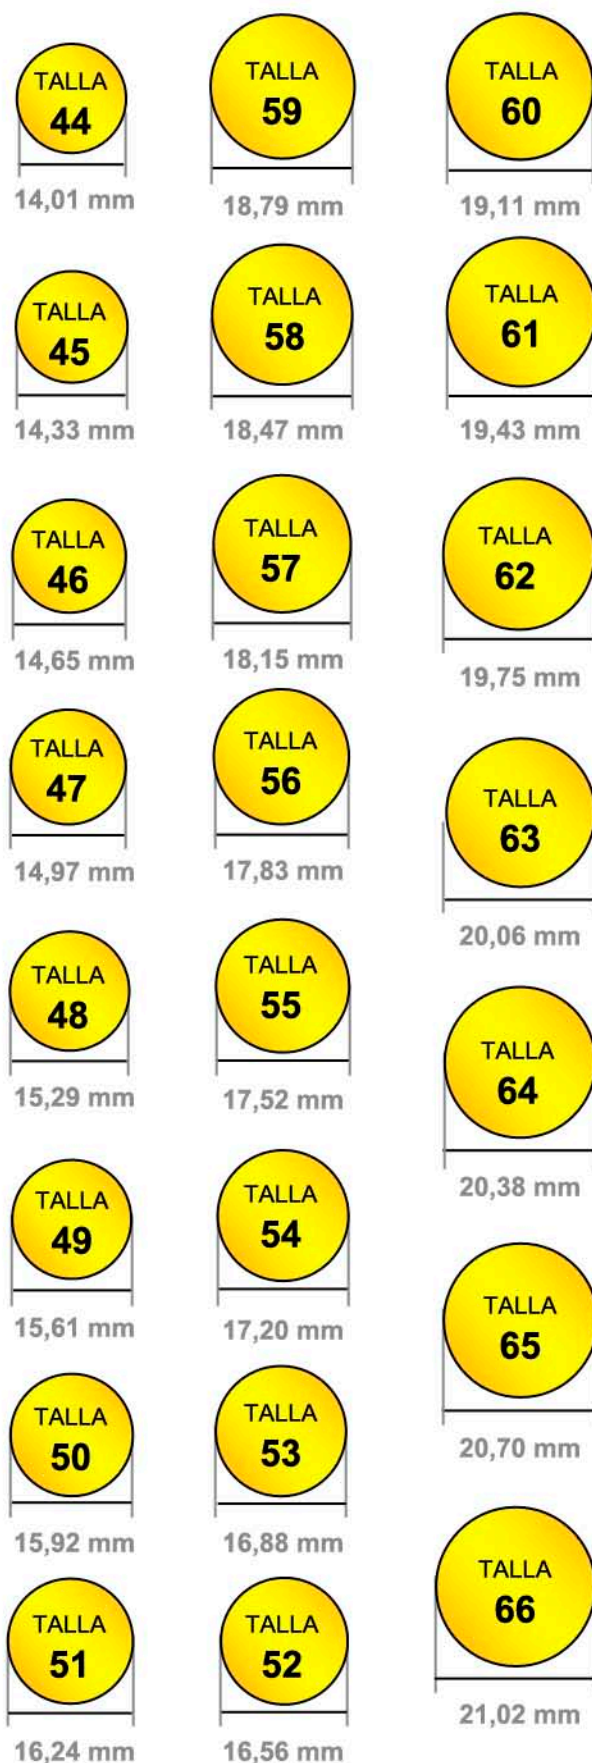 TALLA
44
14,01 mm
TALLA
59
18,79 mm
TALLA
60
19,11 mm
TALLA
45
14,33 mm
TALLA
58
18,47 mm
TALLA
61
19,43 mm
TALLA
46
14,65 mm
TALLA
57
18,15 mm
TALLA
62
19,75 mm
TALLA
47
14,97 mm
TALLA
56
17,83 mm
TALLA
63
20,06 mm
TALLA
48
15,29 mm
TALLA
55
17,52 mm
TALLA
64
20,38 mm
TALLA
49
15,61 mm
TALLA
54
17,20 mm
TALLA
65
20,70 mm
TALLA
50
15,92 mm
TALLA
53
16,88 mm
TALLA
66
21,02 mm
TALLA
51
16,24 mm
TALLA
52
16,56 mm